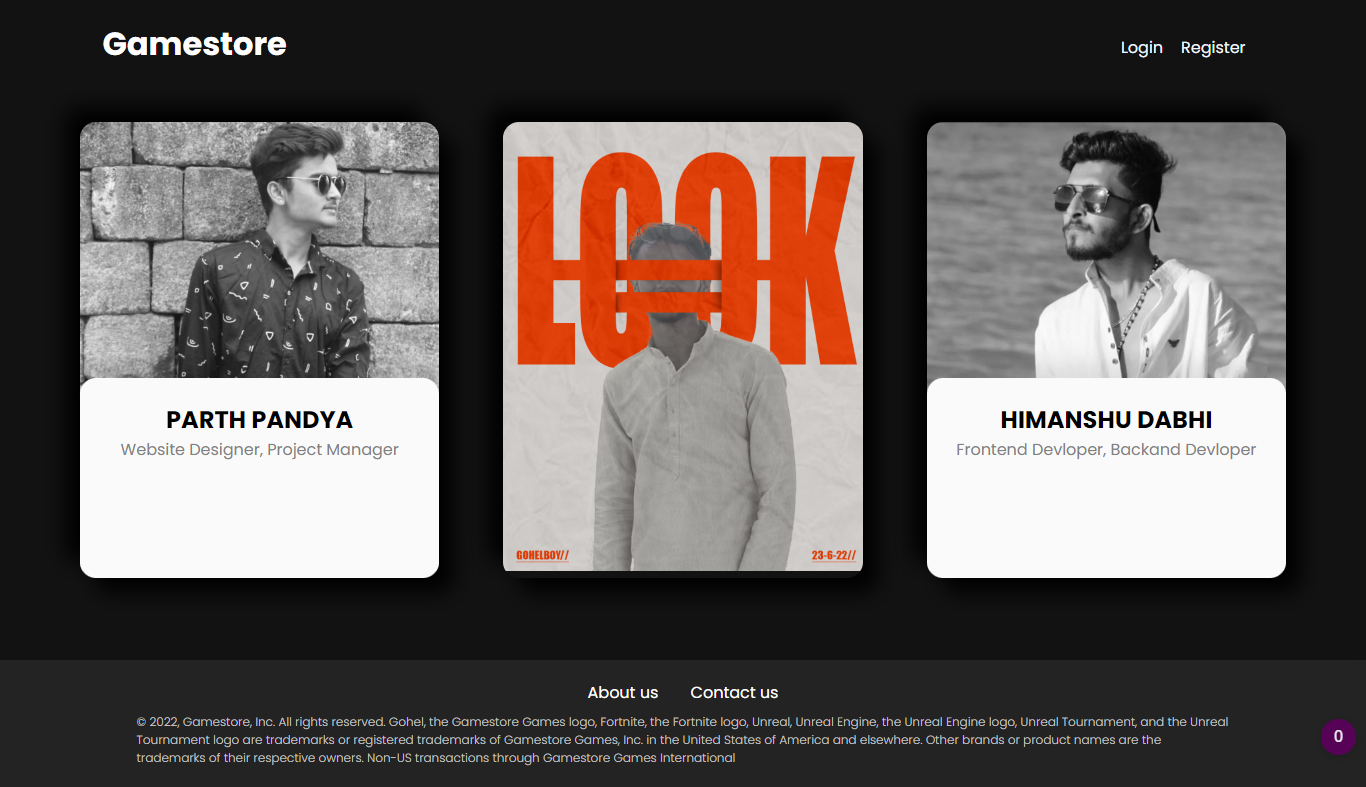 Gamestore
Login Register
LOOK
GOHELBOY//
23-6-22//
PARTH PANDYA
Website Designer, Project Manager
HIMANSHU DABHI
Frontend Devloper, Backand Devloper
About us Contact us
© 2022, Gamestore, Inc. All rights reserved. Gohel, the Gamestore Games logo, Fortnite, the Fortnite logo, Unreal, Unreal Engine, the Unreal Engine logo, Unreal Tournament, and the Unreal
Tournament logo are trademarks or registered trademarks of Gamestore Games, Inc. in the United States of America and elsewhere. Other brands or product names are the
trademarks of their respective owners. Non-US transactions through Gamestore Games International
0